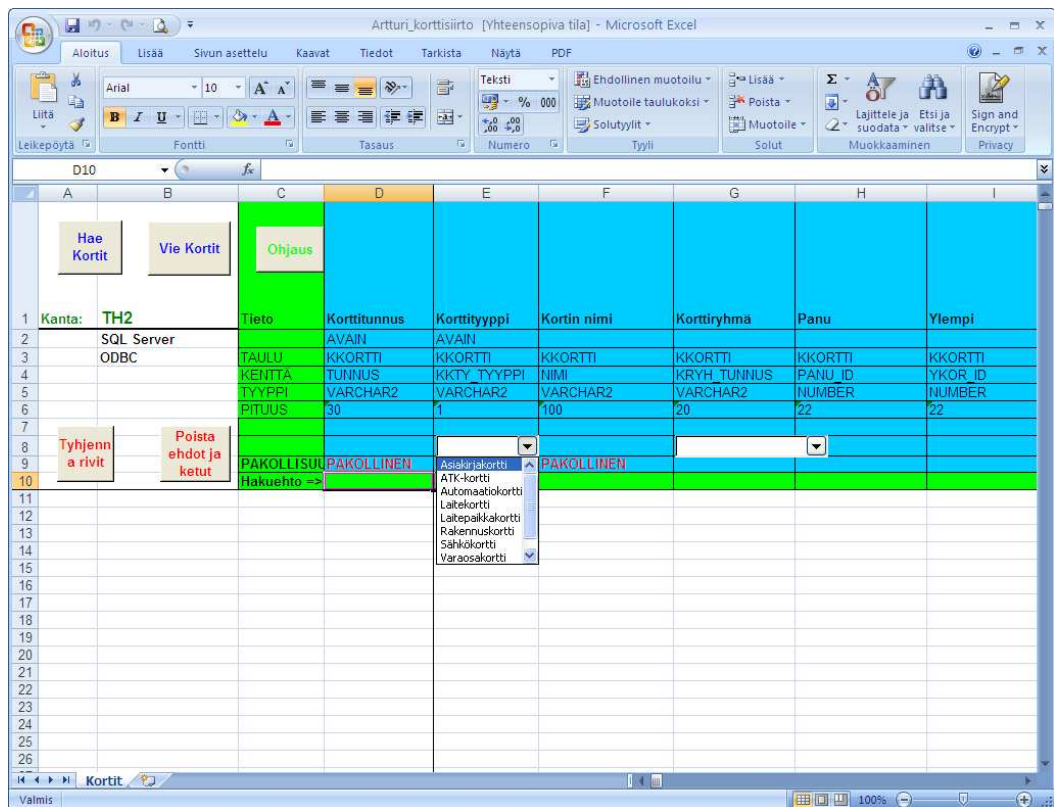 Artturi_korttisiirto [Yhteensopiva tila] - Microsoft Excel
Aloitus Lisää Sivun asettelu Kaavat Tiedot Tarkista Näytä PDF
Liitä
Leikepöytä
Arial 10
B I U
Fontti
Tasaus
Teksti
% 000
Numero
Ehdollinen muotoilu
Muotoile taulukoksi
Solutyylit
Tyyli
Lisää
Poista
Muotoile
Solut
Lajittele ja suodata
Etsi ja valitse
Muokkaaminen
Sign and Encrypt
Privacy
D10 fx
A B C D E F G H I
Hae Kortit
Vie Kortit
Ohjaus
1 Kanta: TH2 Tieto Korttitunnus Korttityyppi Kortin nimi Korttiryhmä Panu Ylempi
2 SQL Server AVAIN AVAIN
3 ODBC TAULU KKORTTI KKORTTI KKORTTI KKORTTI KKORTTI KKORTTI
4 KENTTÄ TUNNUS KKTY_TYYPPI NIMI KRYH_TUNNUS PANU_ID YKOR_ID
5 TYYPPI VARCHAR2 VARCHAR2 VARCHAR2 VARCHAR2 NUMBER NUMBER
6 PITUUS 30 1 100 20 22 22
7
Tyhjenn
a rivit
Poista
ehdot ja
ketut
8
9 PAKOLLISUU PAKOLLINEN PAKOLLINEN
10 Hakuehto =>
Asiakirjakortti
ATK-kortti
Automaatiokortti
Laitekortti
Laitepaikkakortti
Rakennuskortti
Sähkökortti
Varaosakortti
11
12
13
14
15
16
17
18
19
20
21
22
23
24
25
26
Kortit
Valmis 100%